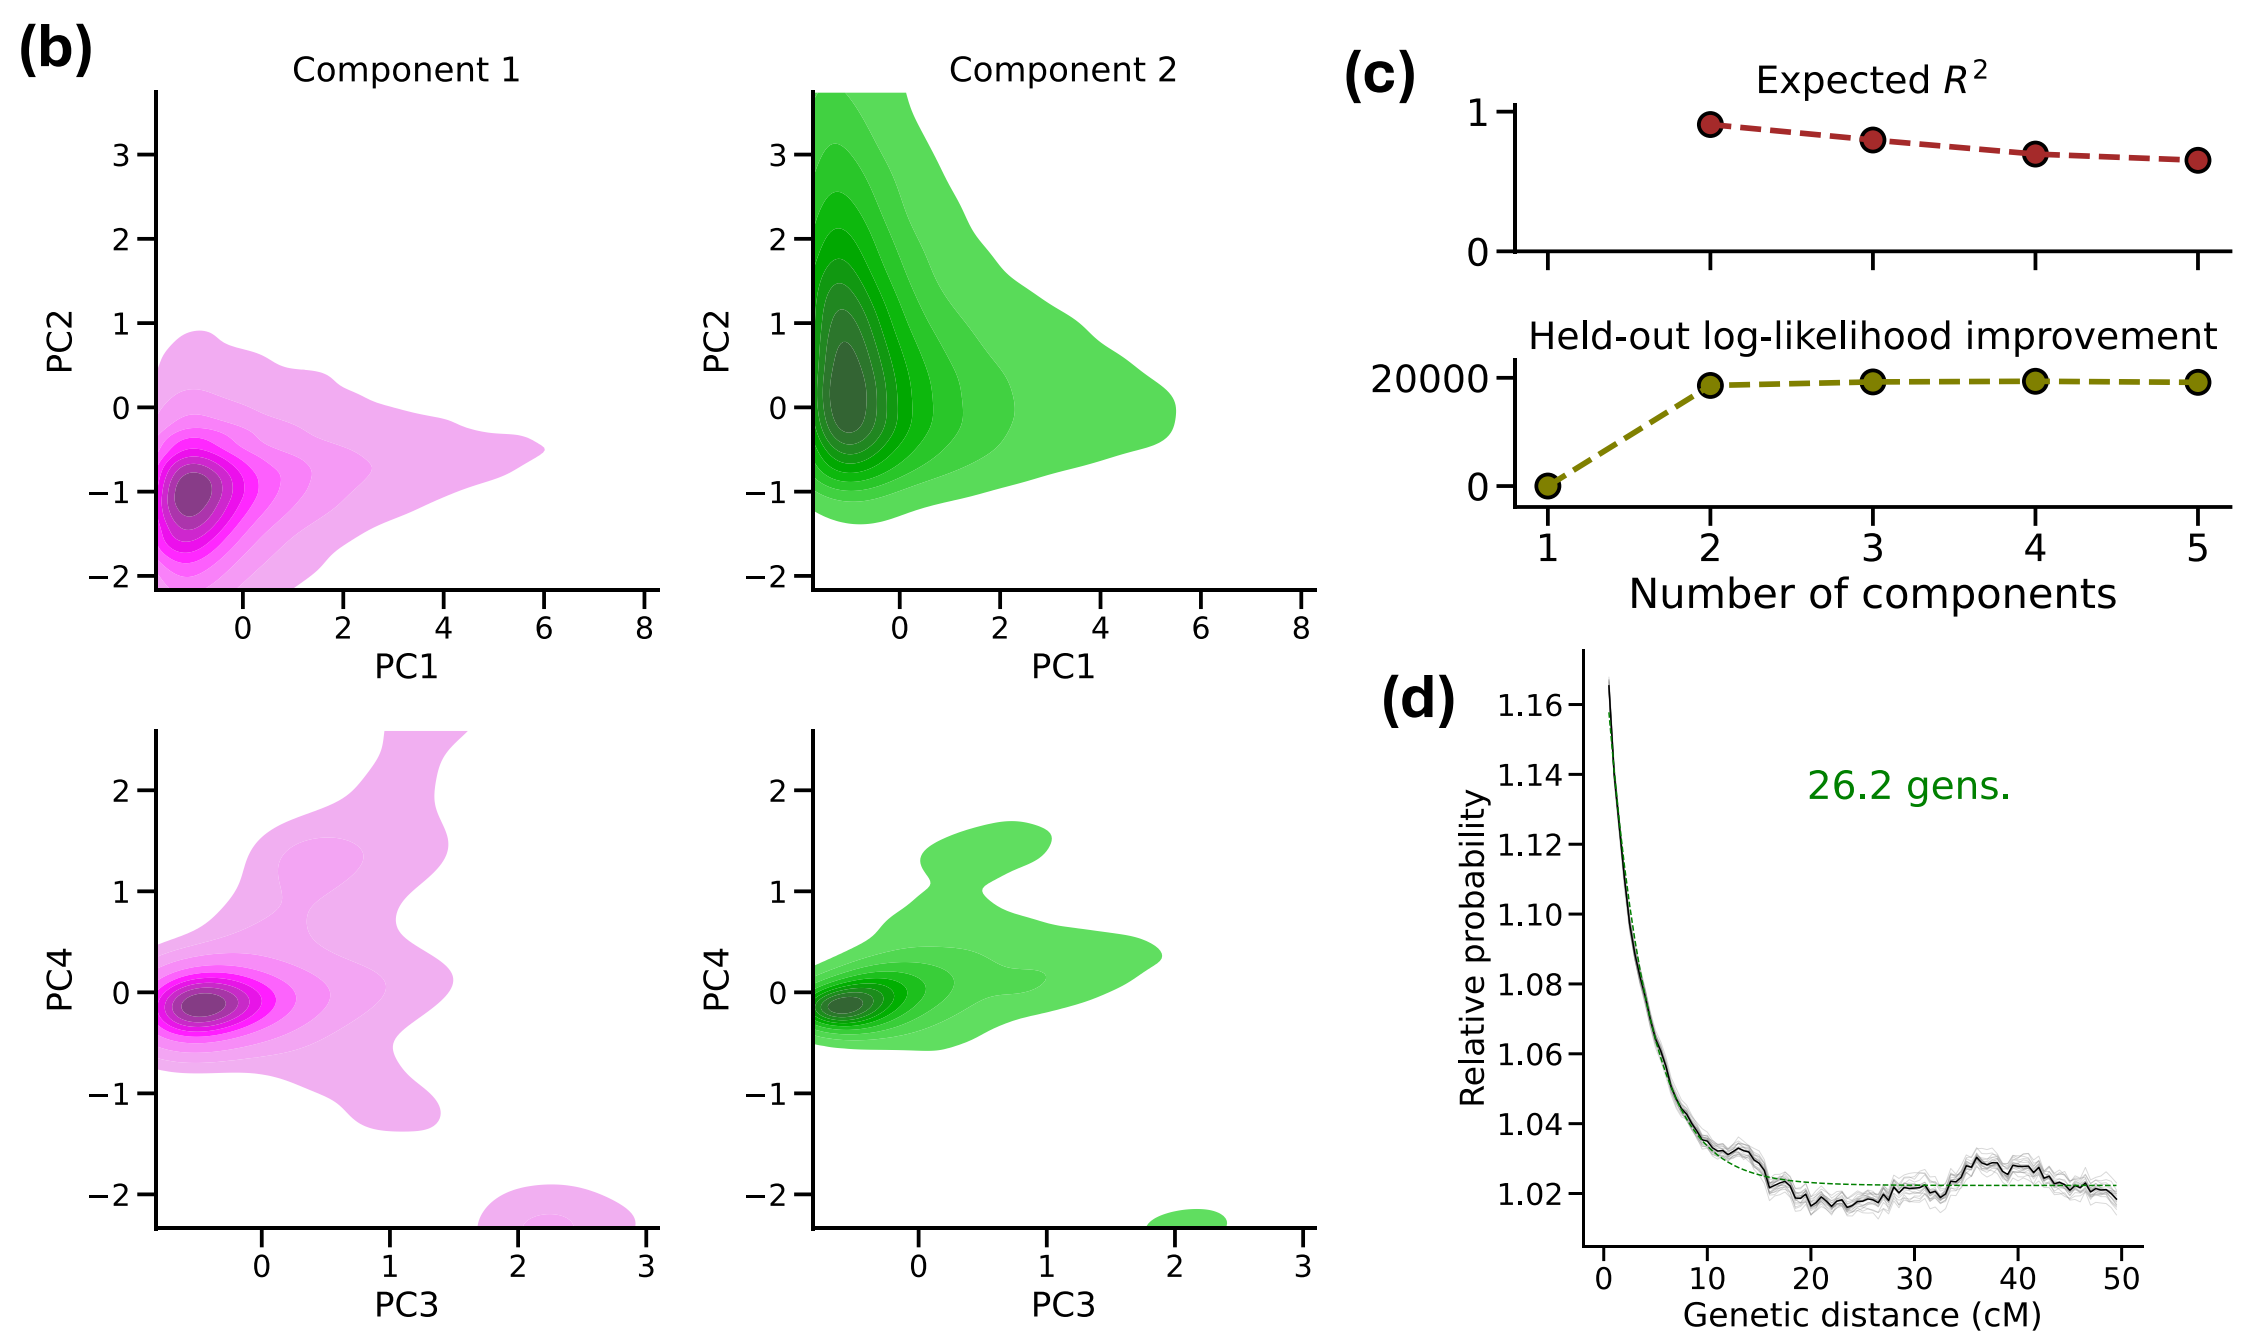 (b)
Component 1
PC2
3
2
1
0
−1
−2
0 2 4 6 8
PC1
Component 2
PC2
3
2
1
0
−1
−2
0 2 4 6 8
PC1
PC4
2
1
0
−1
−2
0 1 2 3
PC3
PC4
2
1
0
−1
−2
0 1 2 3
PC3
(c)
Expected R²
1
0
Held-out log-likelihood improvement
20000
0
1 2 3 4 5
Number of components
(d)
Relative probability
1.16
1.14
1.12
1.10
1.08
1.06
1.04
1.02
26.2 gens.
0 10 20 30 40 50
Genetic distance (cM)